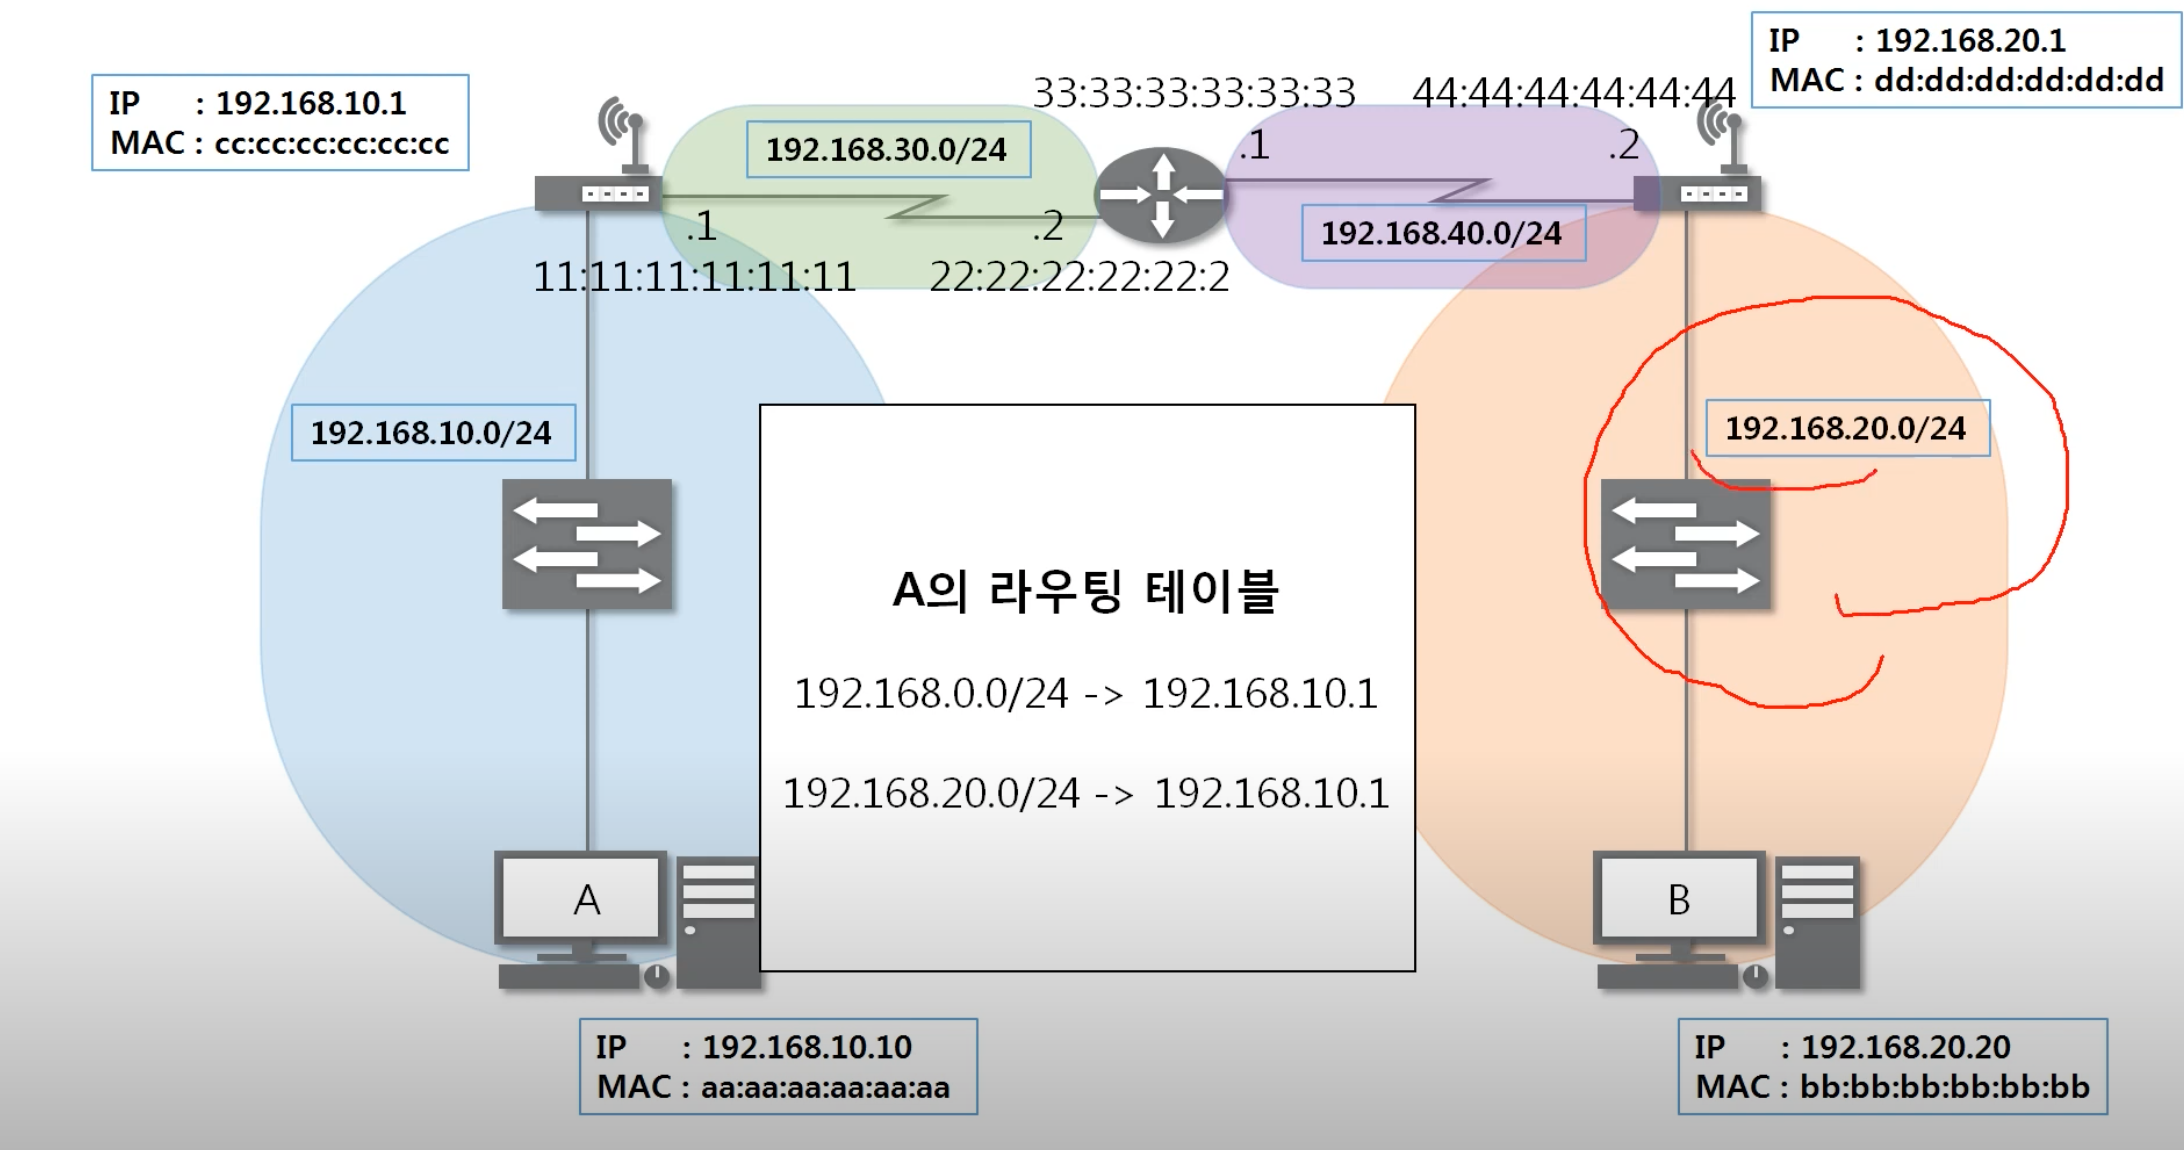 IP : 192.168.20.1
MAC : dd:dd:dd:dd:dd:dd
IP : 192.168.10.1
MAC : cc:cc:cc:cc:cc:cc
33:33:33:33:33:33
44:44:44:44:44:44
192.168.30.0/24
.1
.2
.1
.2
192.168.40.0/24
11:11:11:11:11:11
22:22:22:22:22:2
192.168.10.0/24
192.168.20.0/24
A의 라우팅 테이블
192.168.0.0/24 -> 192.168.10.1
192.168.20.0/24 -> 192.168.10.1
A
B
IP : 192.168.10.10
MAC : aa:aa:aa:aa:aa:aa
IP : 192.168.20.20
MAC : bb:bb:bb:bb:bb:bb